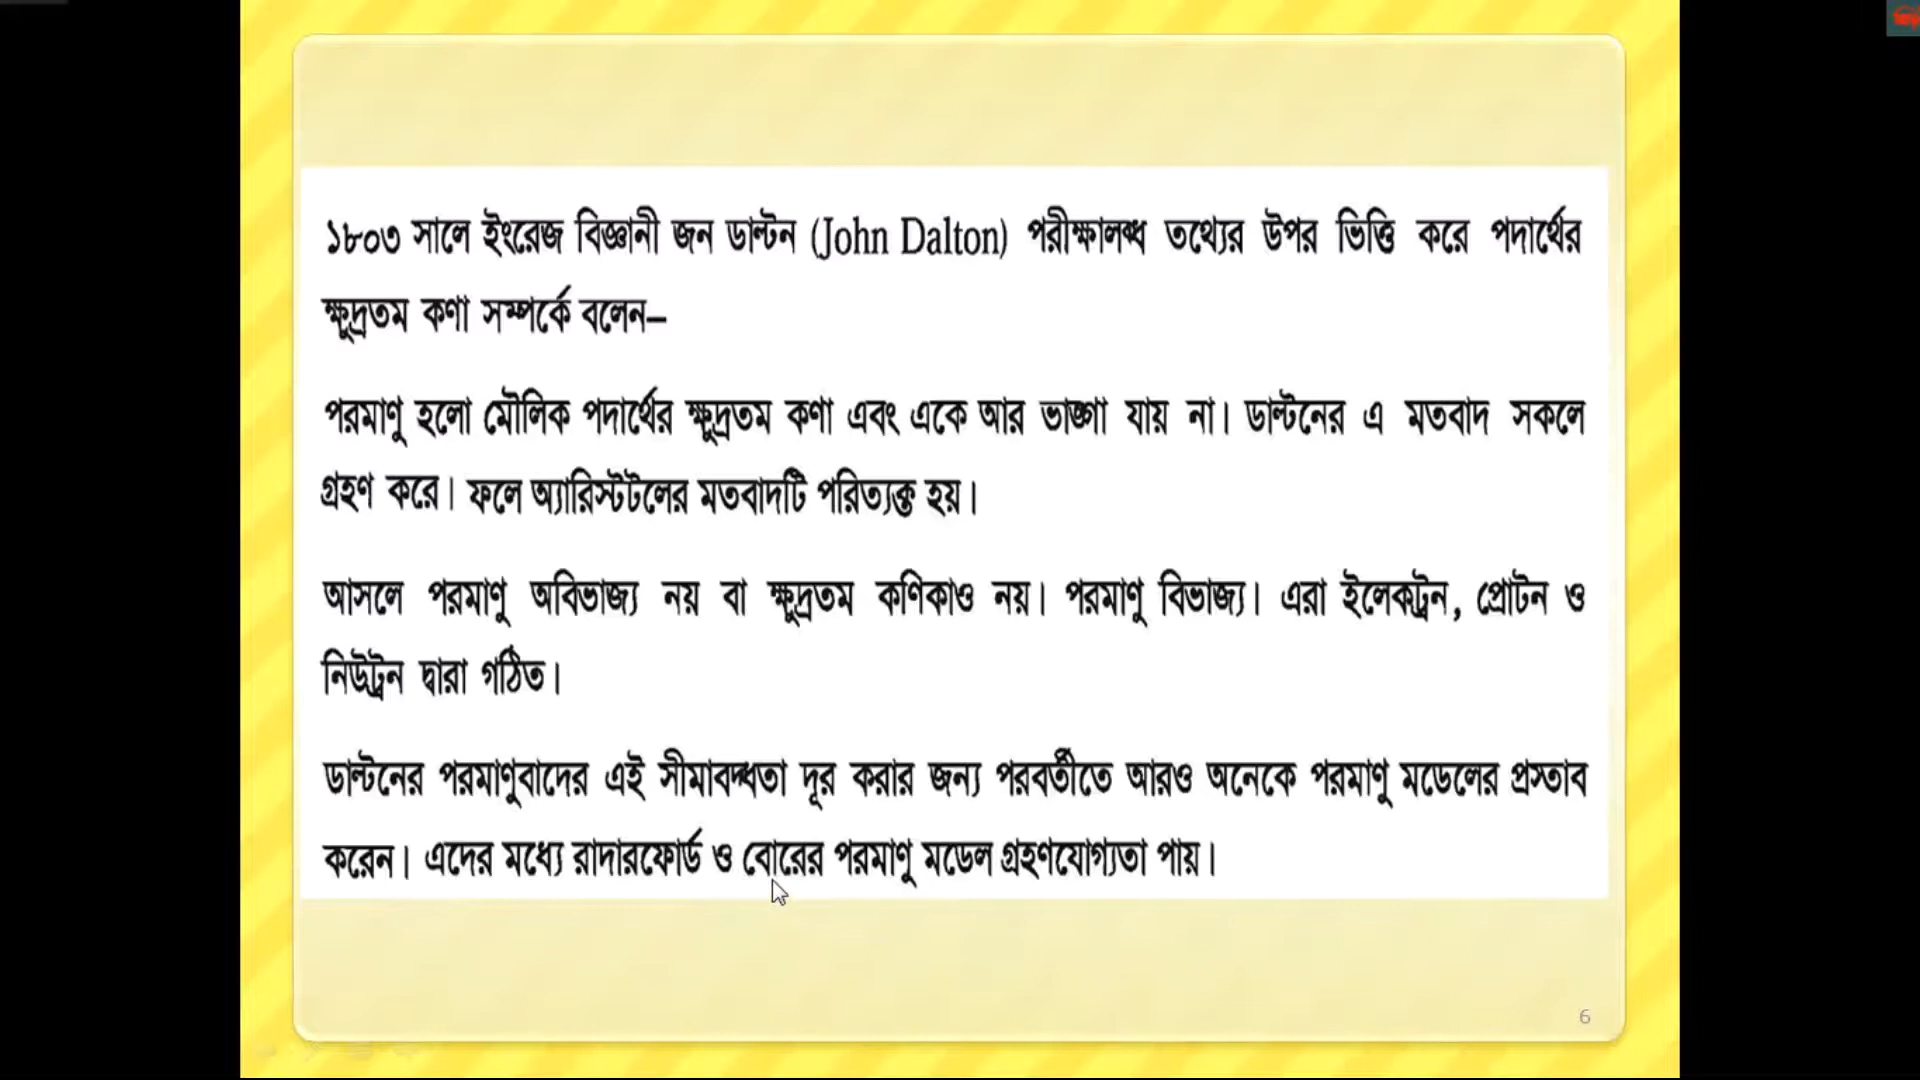 ১৮০৩ সালে ইংরেজ বিজ্ঞানী জন ডাল্টন (John Dalton) পরীক্ষালব্ধ তথ্যের উপর ভিত্তি করে পদার্থের
ক্ষুদ্রতম কণা সম্পর্কে বলেন–
পরমাণু হলো মৌলিক পদার্থের ক্ষুদ্রতম কণা এবং একে আর ভাঙ্গা যায় না। ডাল্টনের এ মতবাদ সকলে
গ্রহণ করে। ফলে অ্যারিস্টটলের মতবাদটি পরিত্যক্ত হয়।
আসলে পরমাণু অবিভাজ্য নয় বা ক্ষুদ্রতম কণিকাও নয়। পরমাণু বিভাজ্য। এরা ইলেকট্রন, প্রোটন ও
নিউট্রন দ্বারা গঠিত।
ডাল্টনের পরমাণুবাদের এই সীমাবদ্ধতা দূর করার জন্য পরবর্তীতে আরও অনেকে পরমাণু মডেলের প্রস্তাব
করেন। এদের মধ্যে রাদারফোর্ড ও বোরের পরমাণু মডেল গ্রহণযোগ্যতা পায়।
6